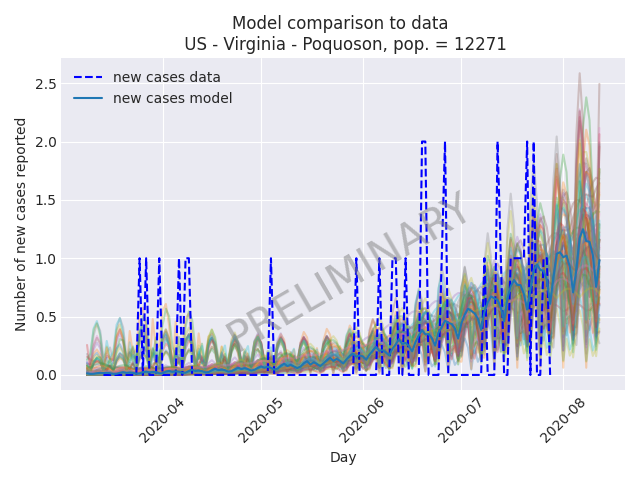 Model comparison to data
US - Virginia - Poquoson, pop. = 12271
new cases data
new cases model
Number of new cases reported
2.5
2.0
1.5
1.0
0.5
0.0
PRELIMINARY
2020-04
2020-05
2020-06
2020-07
2020-08
Day